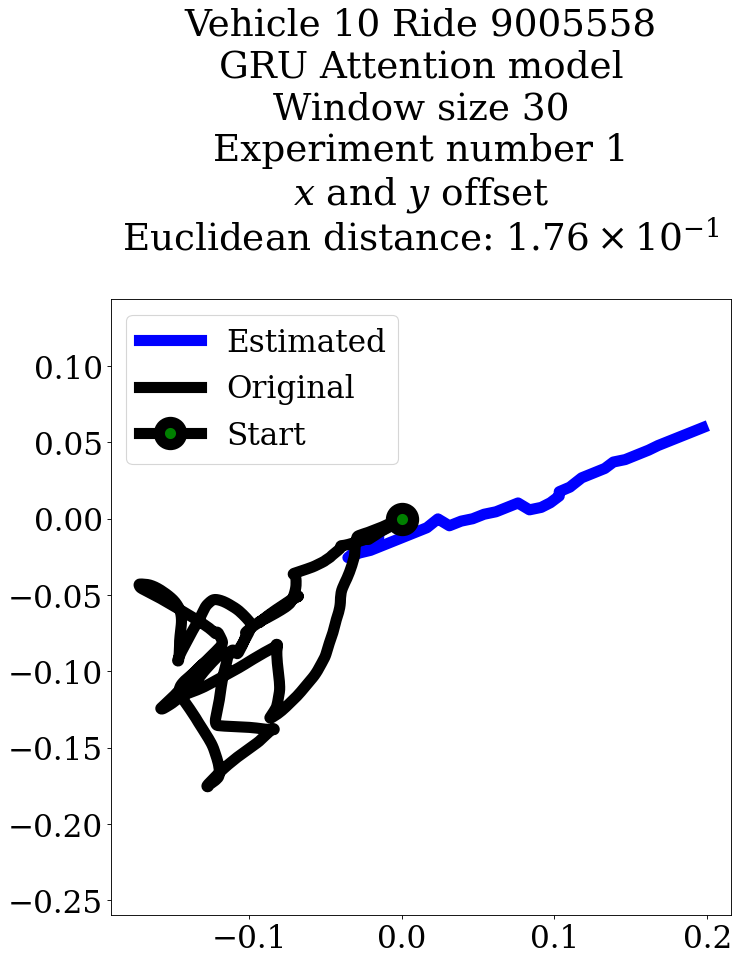 Vehicle 10 Ride 9005558
GRU Attention model
Window size 30
Experiment number 1
x and y offset
Euclidean distance: 1.76 × 10⁻¹
Estimated
Original
Start
0.10
0.05
0.00
−0.05
−0.10
−0.15
−0.20
−0.25
−0.1 0.0 0.1 0.2